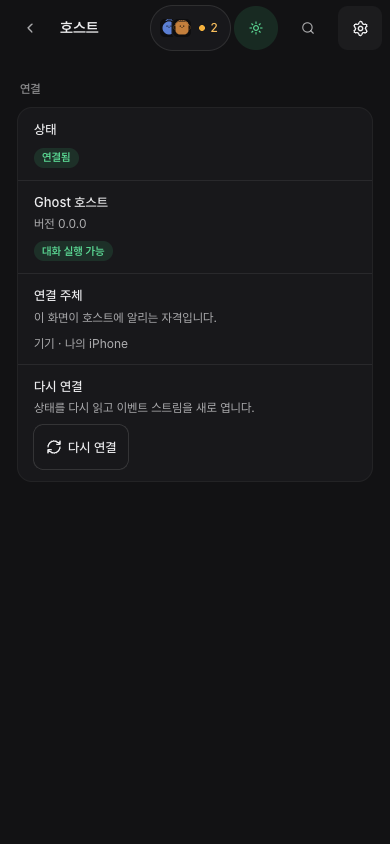 호스트
2
연결
상태
연결됨
Ghost 호스트
버전 0.0.0
대화 실행 가능
연결 주체
이 화면이 호스트에 알리는 자격입니다.
기기 · 나의 iPhone
다시 연결
상태를 다시 읽고 이벤트 스트림을 새로 엽니다.
다시 연결